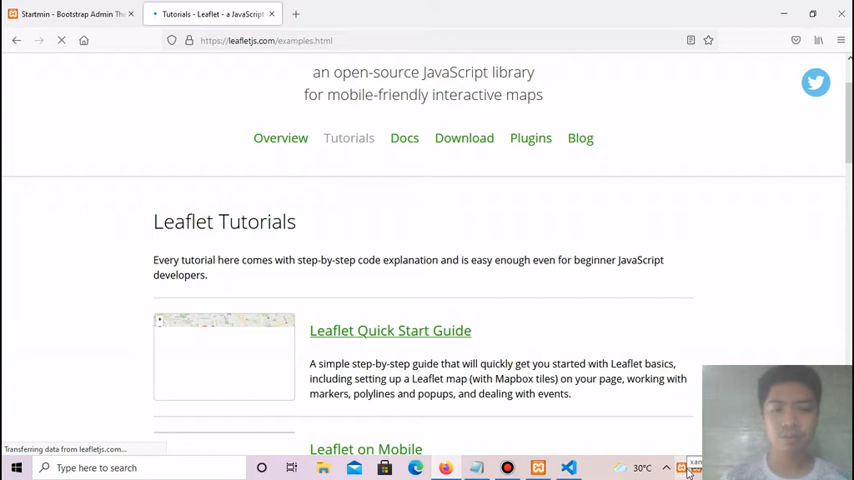 Startmin - Bootstrap Admin The
Tutorials - Leaflet - a JavaScript
https://leafletjs.com/examples.html
an open-source JavaScript library
for mobile-friendly interactive maps
Overview Tutorials Docs Download Plugins Blog
Leaflet Tutorials
Every tutorial here comes with step-by-step code explanation and is easy enough even for beginner JavaScript
developers.
Leaflet Quick Start Guide
A simple step-by-step guide that will quickly get you started with Leaflet basics,
including setting up a Leaflet map (with Mapbox tiles) on your page, working with
markers, polylines and popups, and dealing with events.
Transferring data from leafletjs.com...
Leaflet on Mobile
Type here to search
30°C
xam